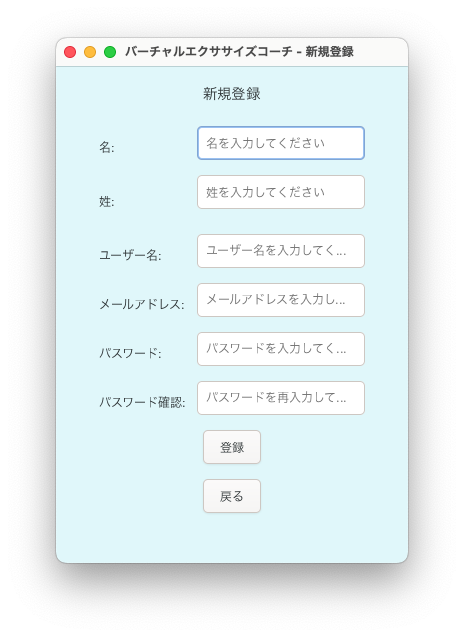 バーチャルエクササイズコーチ - 新規登録
新規登録
名: 名を入力してください
姓: 姓を入力してください
ユーザー名: ユーザー名を入力してく...
メールアドレス: メールアドレスを入力し...
パスワード: パスワードを入力してく...
パスワード確認: パスワードを再入力して...
登録
戻る